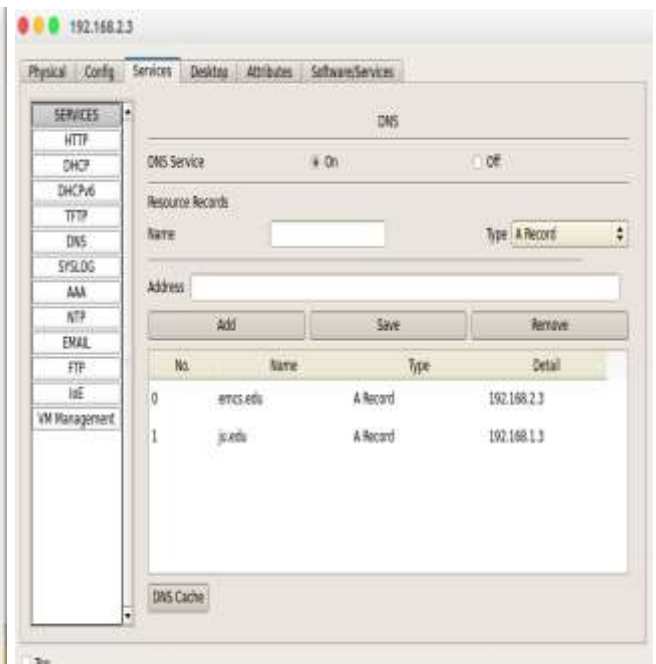 192.168.2.3
Physical Config Services Desktop Attributes Software/Services
SERVICES
HTTP
DHCP
DHCPv6
TFTP
DNS
SYSLOG
AAA
NTP
EMAIL
FTP
IoE
VM Management
DNS
DNS Service On Off
Resource Records
Name Type A Record
Address
Add Save Remove
No. Name Type Detail
0 emcs.edu A Record 192.168.2.3
1 ju.edu A Record 192.168.1.3
DNS Cache
Top